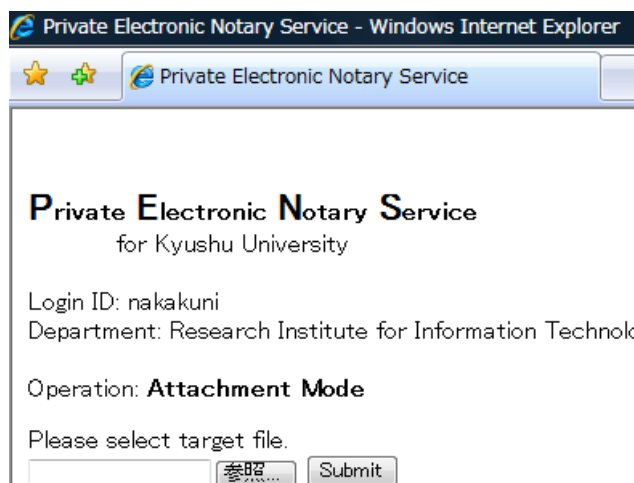 Private Electronic Notary Service - Windows Internet Explorer
Private Electronic Notary Service
Private Electronic Notary Service
for Kyushu University
Login ID: nakakuni
Department: Research Institute for Information Technolo
Operation: Attachment Mode
Please select target file.
参照... Submit